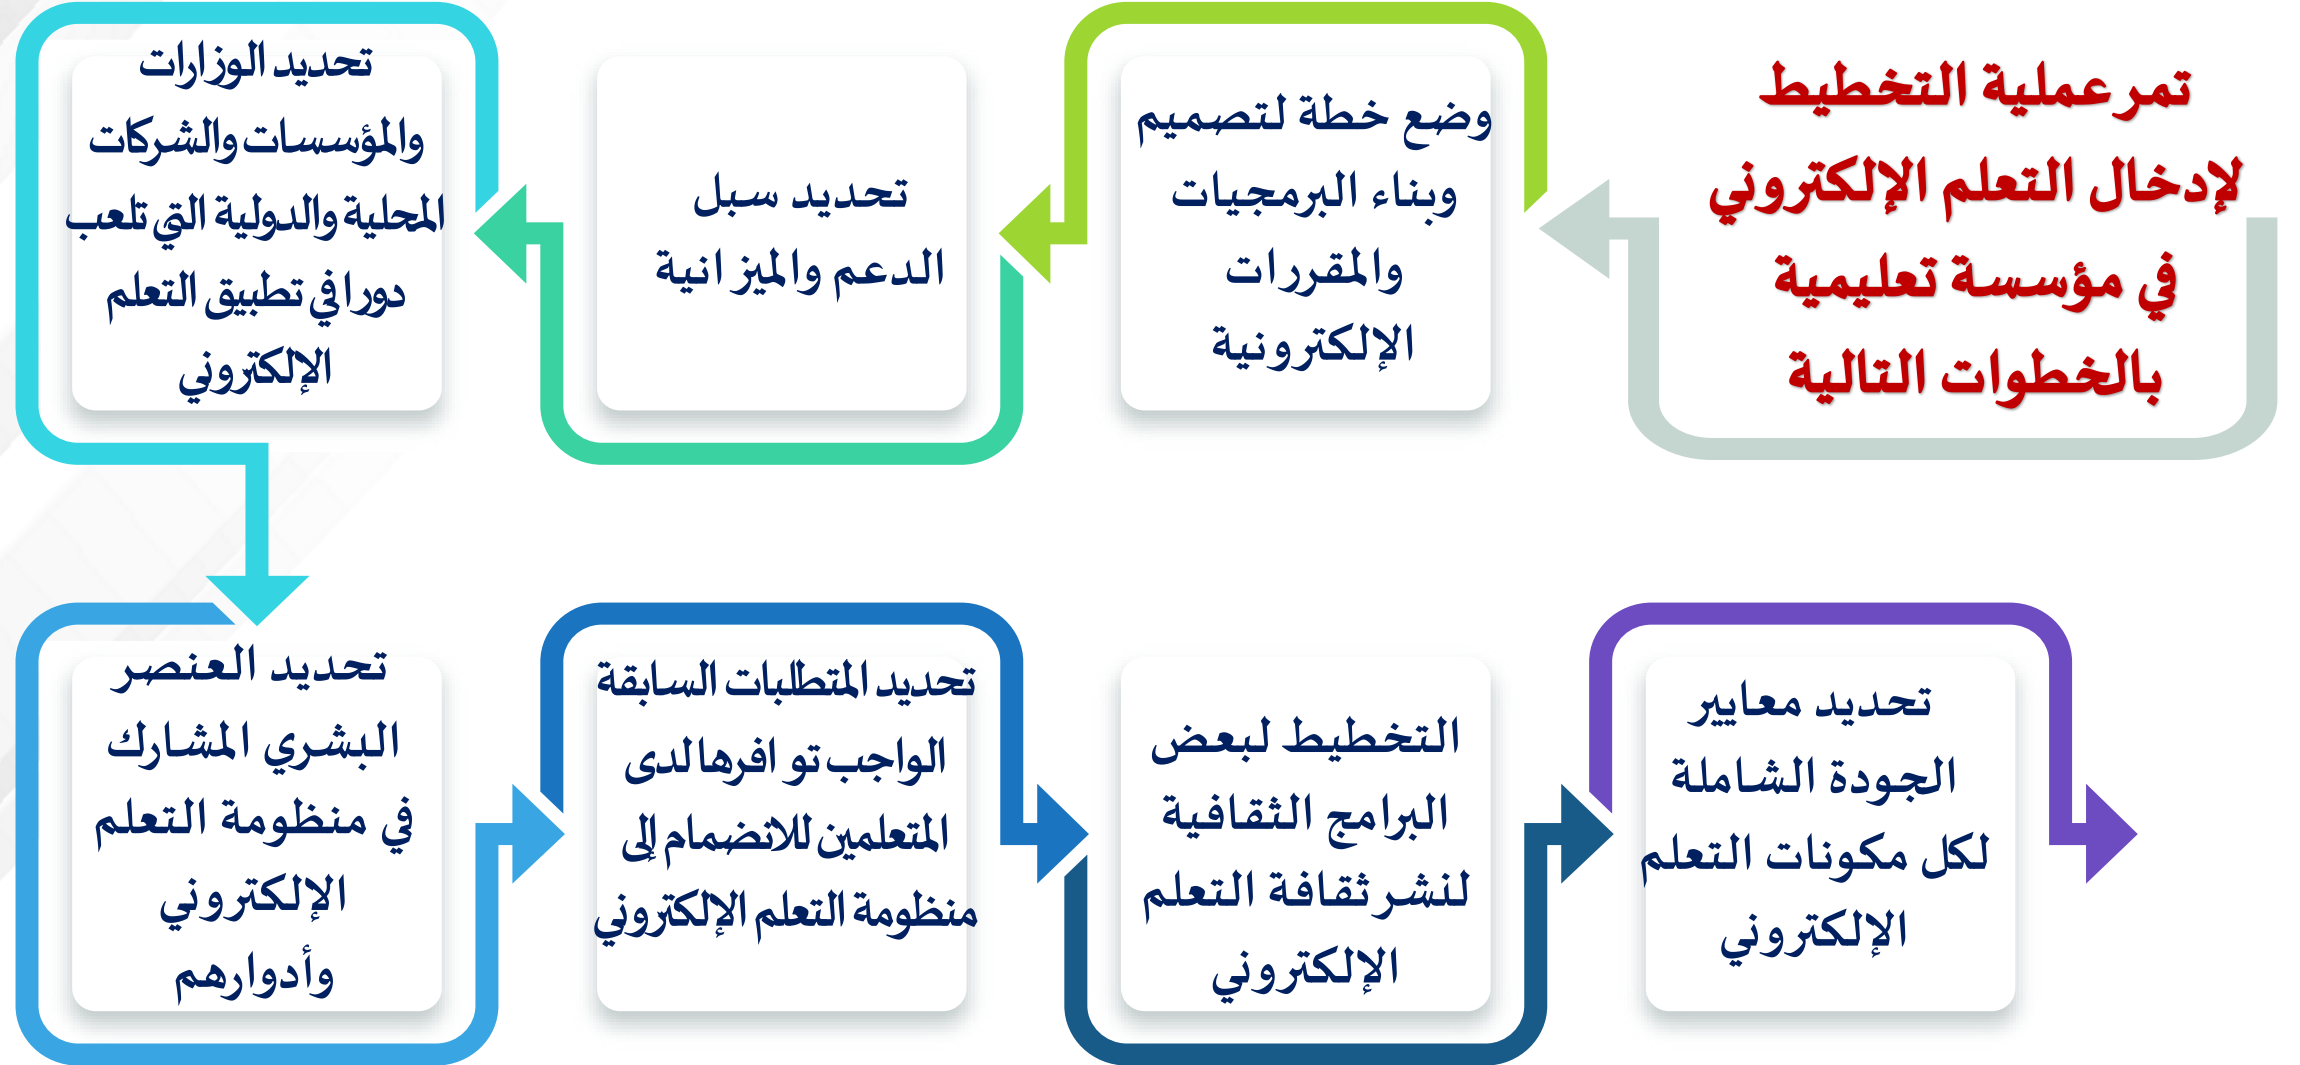 تمر عملية التخطيط
لإدخال التعلم الإلكتروني
في مؤسسة تعليمية
بالخطوات التالية
وضع خطة لتصميم
وبناء البرمجيات
والمقررات
الإلكترونية
تحديد سبل
الدعم والميزانية
تحديد الوزارات
والمؤسسات والشركات
المحلية والدولية التي تلعب
دورا في تطبيق التعلم
الإلكتروني
تحديد العنصر
البشري المشارك
في منظومة التعلم
الإلكتروني
وأدوارهم
تحديد المتطلبات السابقة
الواجب توافرها لدى
المتعلمين للانضمام إلى
منظومة التعلم الإلكتروني
التخطيط لبعض
البرامج الثقافية
لنشر ثقافة التعلم
الإلكتروني
تحديد معايير
الجودة الشاملة
لكل مكونات التعلم
الإلكتروني